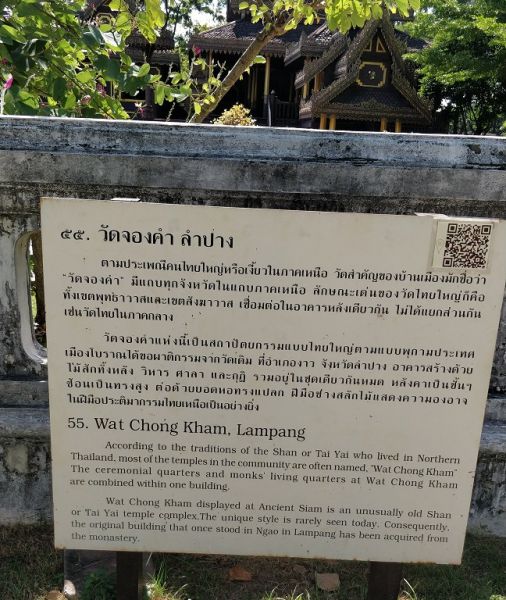 ๕๕. วัดจองคำ ลำปาง
ตามประเพณีคนไทยใหญ่หรือเงี้ยวในภาคเหนือ วัดสำคัญของบ้านเมืองมักชื่อว่า
"วัดจองคำ" มีแถบทุกจังหวัดในแถบภาคเหนือ ลักษณะเด่นของวัดไทยใหญ่ก็คือ
ทั้งเขตพุทธาวาสและเขตสังฆาวาส เชื่อมต่อในอาคารหลังเดียวกัน ไม่ได้แยกส่วนกัน
เช่นวัดไทยในภาคกลาง
วัดจองคำแห่งนี้เป็นสถาปัตยกรรมแบบไทยใหญ่ตามแบบพุกามประเทศ
เมืองโบราณได้ขอผาติกรรมจากวัดเดิม ที่อำเภองาว จังหวัดลำปาง อาคารสร้างด้วย
ไม้สักทั้งหลัง วิหาร ศาลา และกุฏิ รวมอยู่ในชุดเดียวกันหมด หลังคาเป็นชั้นๆ
ซ้อนเป็นทรงสูง ต่อด้วยยอดทรงแปลก ฝีมือช่างสลักไม้แสดงความองอาจ
ในฝีมือประติมากรรมไทยเหนือเป็นอย่างยิ่ง
55. Wat Chong Kham, Lampang
According to the traditions of the Shan or Tai Yai who lived in Northern
Thailand, most of the temples in the community are often named, "Wat Chong Kham"
The ceremonial quarters and monks' living quarters at Wat Chong Kham
are combined within one building.
Wat Chong Kham displayed at Ancient Siam is an unusually old Shan
or Tai Yai temple complex.The unique style is rarely seen today. Consequently,
the original building that once stood in Ngao in Lampang has been acquired from
the monastery.